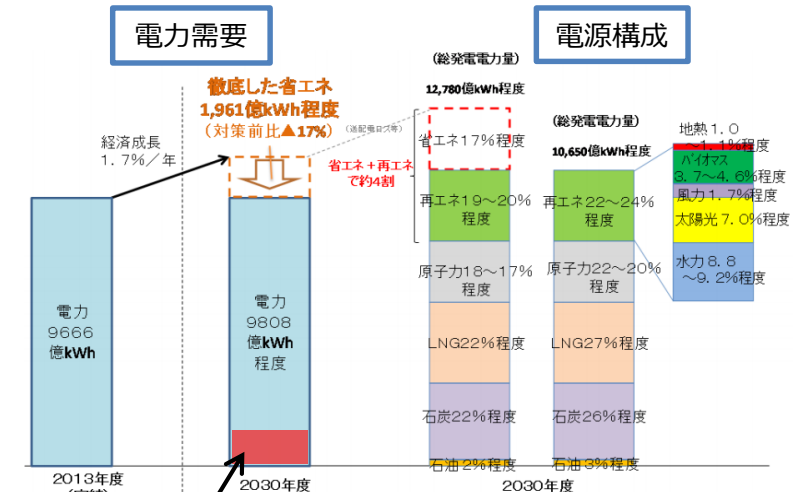 電力需要
電源構成
徹底した省エネ
1,961億kWh程度
(対策前比▲17%)
経済成長
1.7%/年
電力
9666
億kWh
電力
9808
億kWh
程度
2013年度
2030年度
(送配電ロス等)
省エネ+再エネ
で約4割
(総発電電力量)
12,780億kWh程度
省エネ17%程度
再エネ19~20%
程度
原子力18~17%
程度
LNG22%程度
石炭22%程度
石油2%程度
(総発電電力量)
10,650億kWh程度
再エネ22~24%
程度
原子力22~20%
程度
LNG27%程度
石炭26%程度
石油3%程度
2030年度
地熱1.0
~1.1%程度
バイオマス
3.7~4.6%程度
風力1.7%程度
太陽光7.0%程度
水力8.8
~9.2%程度